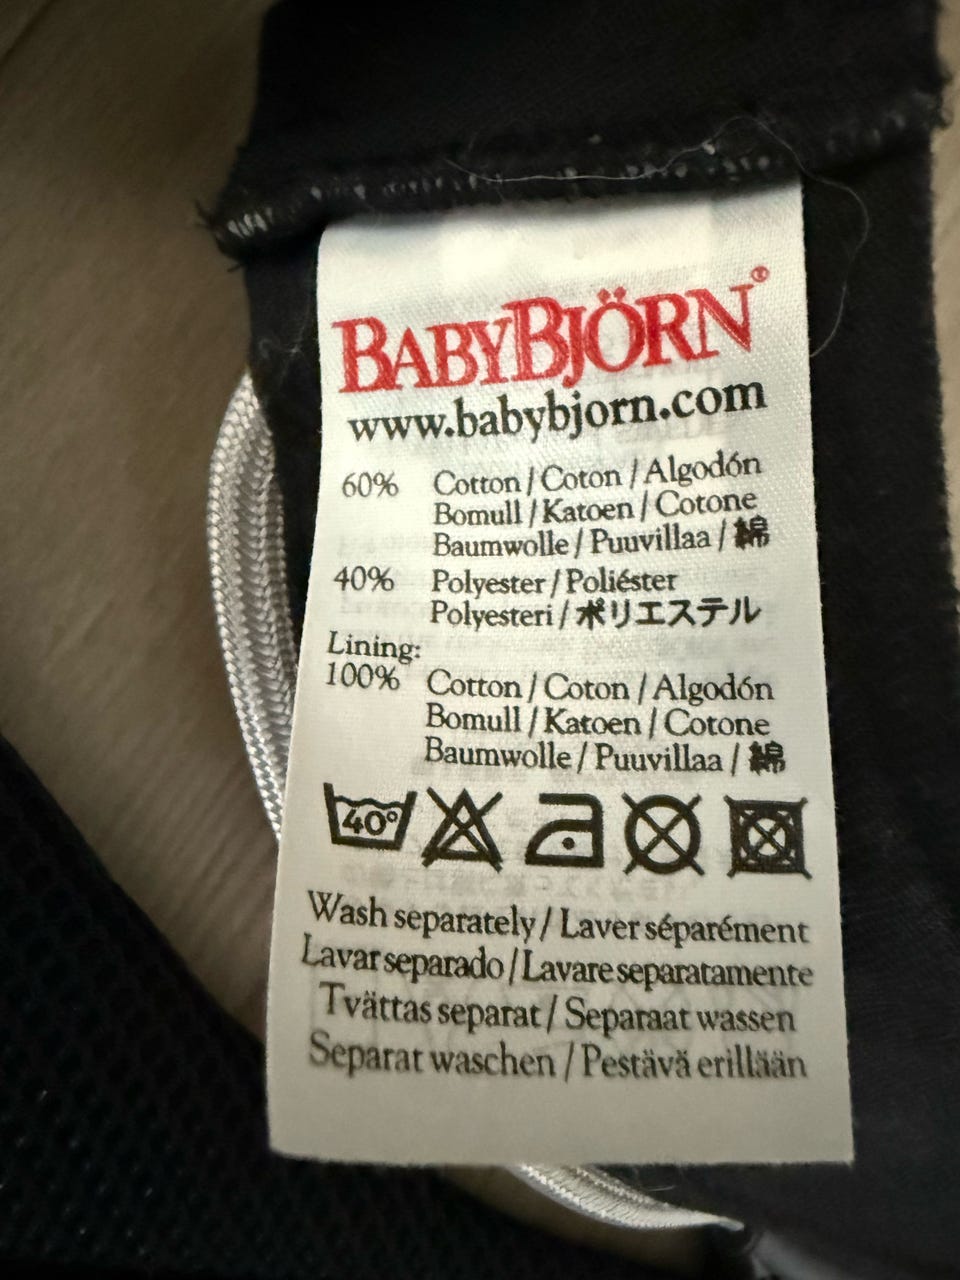 BABYBJÖRN®
www.babybjorn.com
60% Cotton / Coton / Algodón
Bomull / Katoen / Cotone
Baumwolle / Puuvillaa / 綿
40% Polyester / Poliéster
Polyesteri / ポリエステル
Lining:
100% Cotton / Coton / Algodón
Bomull / Katoen / Cotone
Baumwolle / Puuvillaa / 綿
40°
Wash separately / Laver séparément
Lavar separado / Lavare separatamente
Tvättas separat / Separaat wassen
Separat waschen / Pestävä erillään